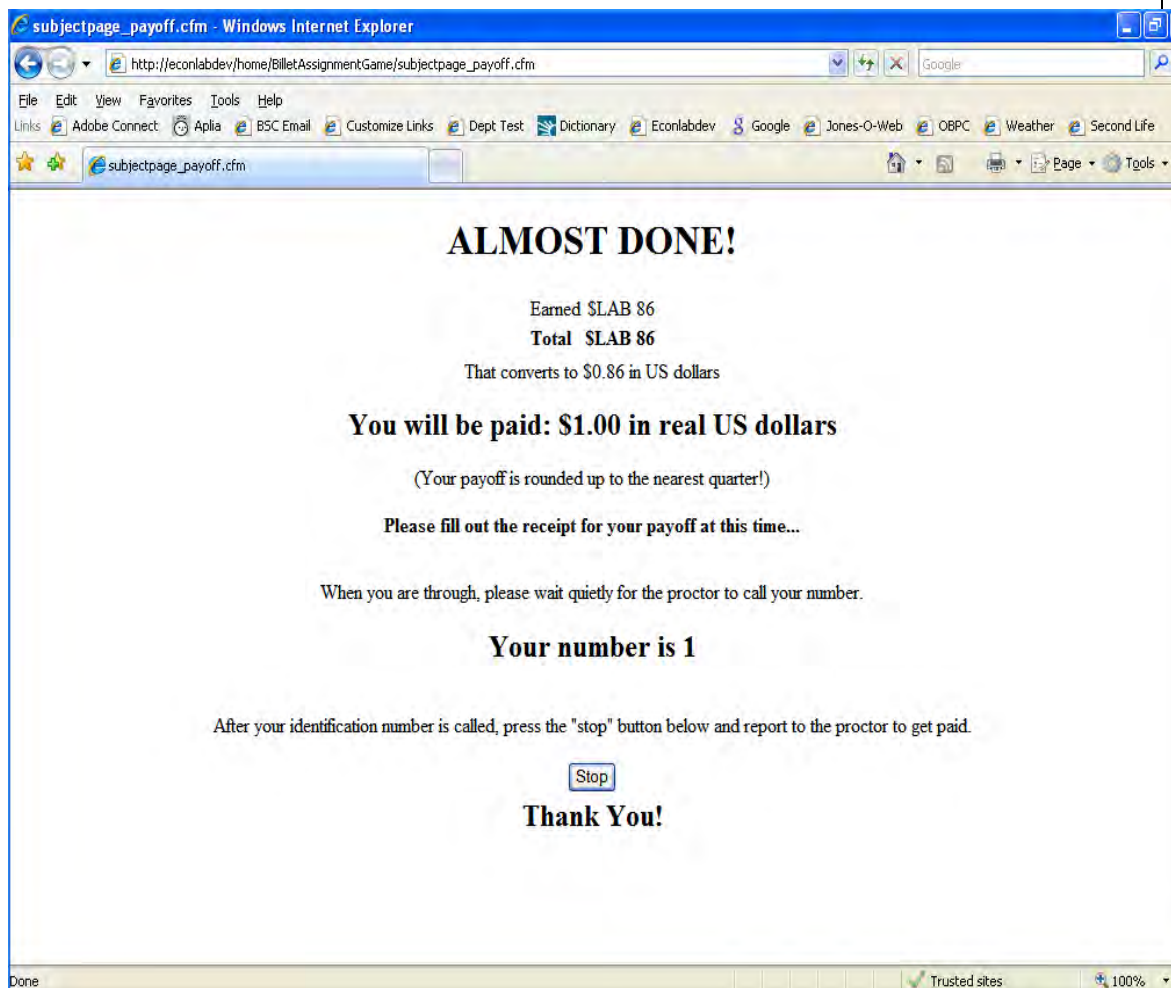 subjectpage_payoff.cfm - Windows Internet Explorer
http://econlabdev/home/BilletAssignmentGame/subjectpage_payoff.cfm
Google
File Edit View Favorites Tools Help
Links Adobe Connect Aplia BSC Email Customize Links Dept Test Dictionary Econlabdev Google Jones-O-Web OBPC Weather Second Life
subjectpage_payoff.cfm
Page Tools
ALMOST DONE!
Earned $LAB 86
Total $LAB 86
That converts to $0.86 in US dollars
You will be paid: $1.00 in real US dollars
(Your payoff is rounded up to the nearest quarter!)
Please fill out the receipt for your payoff at this time...
When you are through, please wait quietly for the proctor to call your number.
Your number is 1
After your identification number is called, press the "stop" button below and report to the proctor to get paid.
Stop
Thank You!
Done Trusted sites 100%